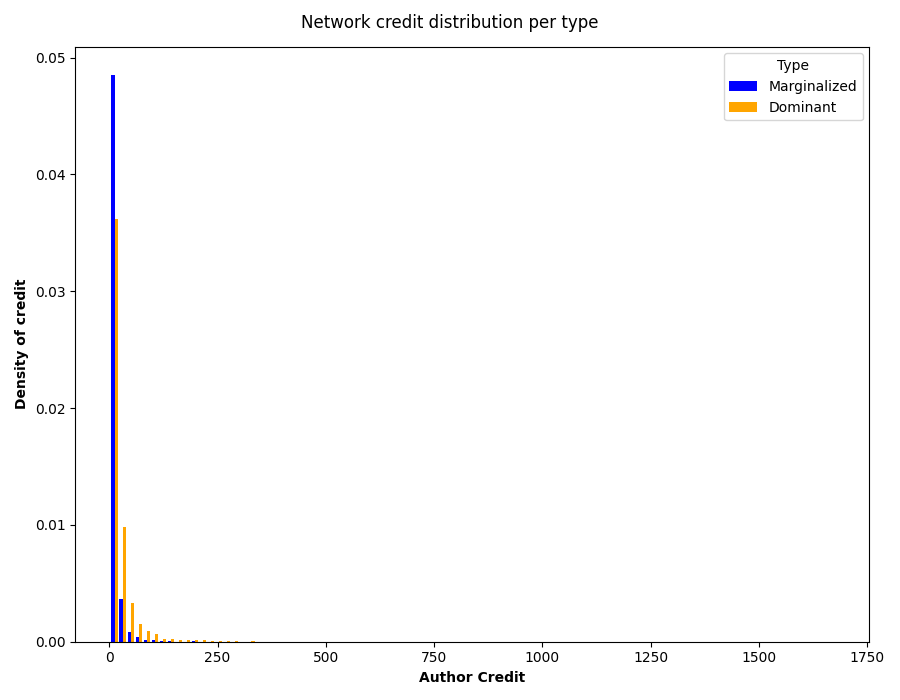 Network credit distribution per type
Type
Marginalized
Dominant
0.05
0.04
0.03
0.02
0.01
0.00
Density of credit
0 250 500 750 1000 1250 1500 1750
Author Credit